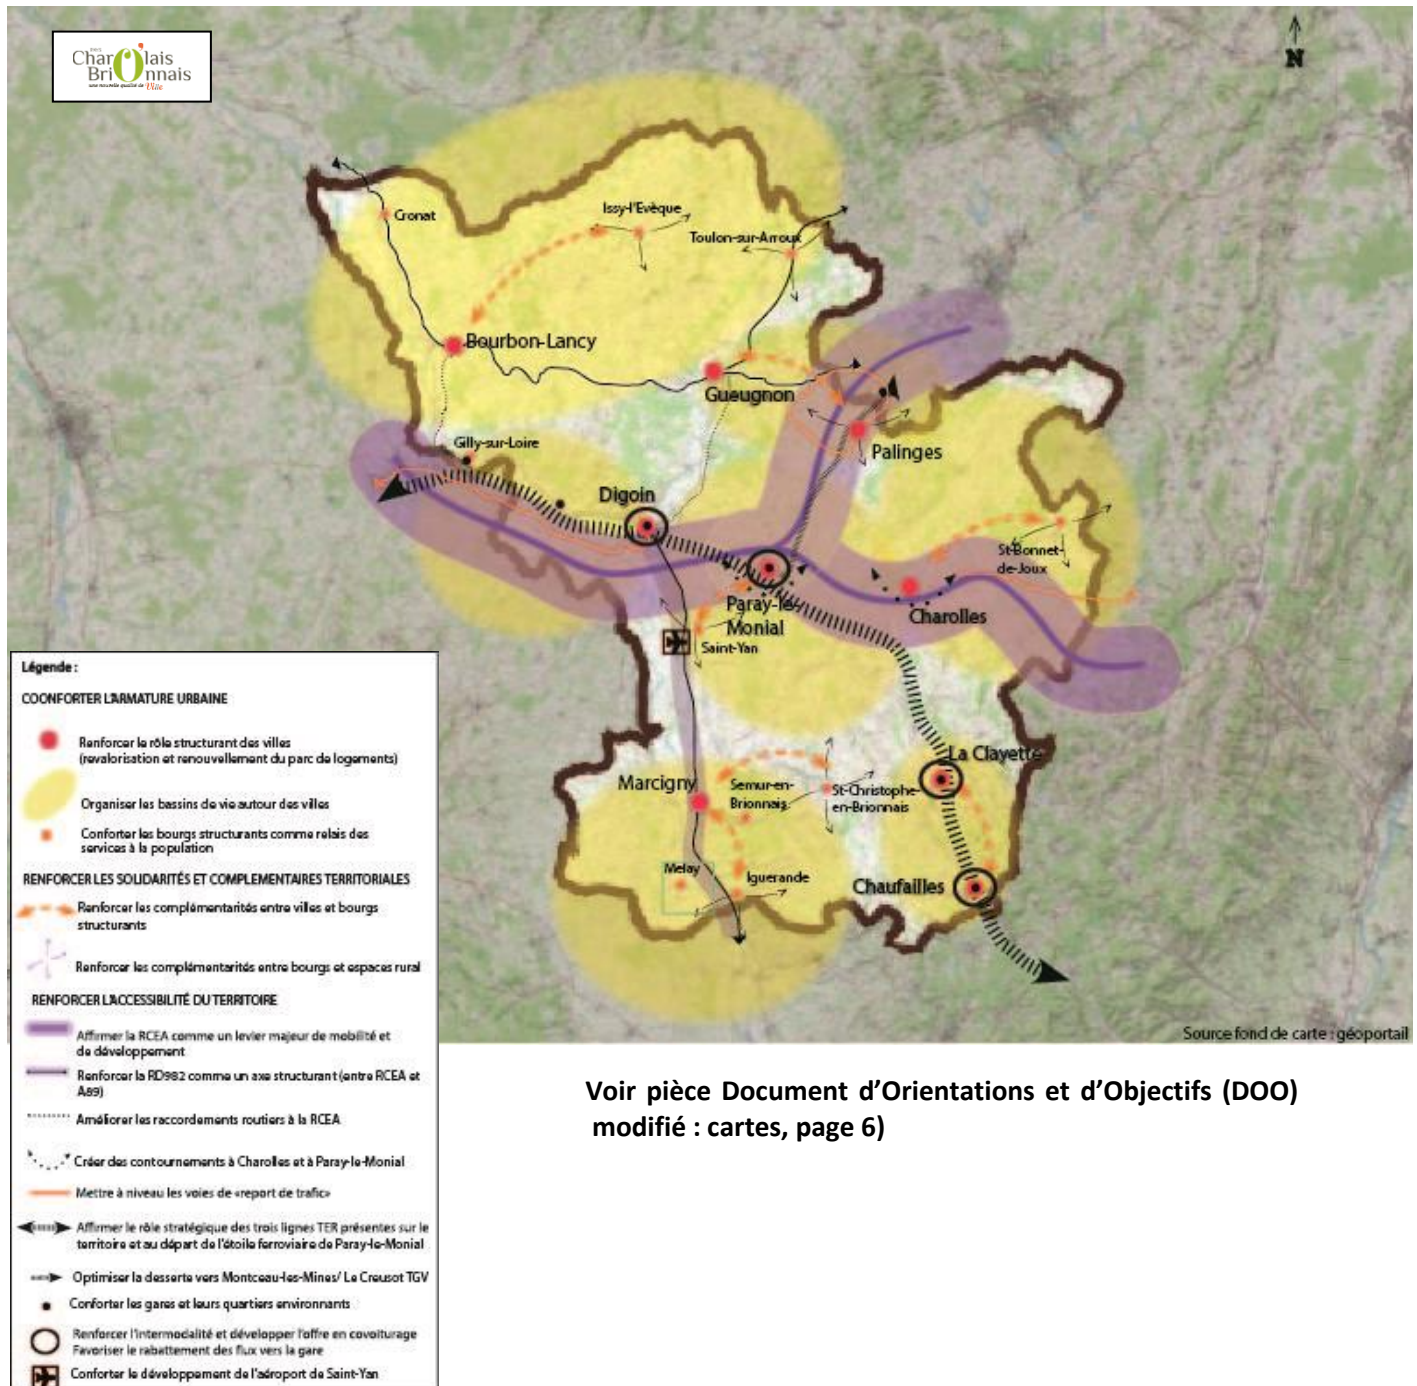 PAYS
Charolais
Brionnais
une nouvelle qualité de Ville
N
Cronat
Issy-l'Evèque
Toulon-sur-Arroux
Bourbon-Lancy
Gueugnon
Gilly-sur-Loire
Palinges
Digoin
St-Bonnet-
de-Joux
Paray-le-
Monial
Charolles
Saint-Yan
La Clayette
Marcigny
Semur-en-
Brionnais
St-Christophe-
en-Brionnais
Melay
Iguerande
Chaufailles
Source fond de carte : géoportail
Légende :
COONFORTER L'ARMATURE URBAINE
Renforcer le rôle structurant des villes
(revalorisation et renouvellement du parc de logements)
Organiser les bassins de vie autour des villes
Conforter les bourgs structurants comme relais des
services à la population
RENFORCER LES SOLIDARITÉS ET COMPLEMENTAIRES TERRITORIALES
Renforcer les complémentarités entre villes et bourgs
structurants
Renforcer les complémentarités entre bourgs et espaces rural
RENFORCER L'ACCESSIBILITÉ DU TERRITOIRE
Affirmer la RCEA comme un levier majeur de mobilité et
de développement
Renforcer la RD982 comme un axe structurant (entre RCEA et
A89)
Améliorer les raccordements routiers à la RCEA
Créer des contournements à Charolles et à Paray-le-Monial
Mettre à niveau les voies de «report de trafic»
Affirmer le rôle stratégique des trois lignes TER présentes sur le
territoire et au départ de l'étoile ferroviaire de Paray-le-Monial
Optimiser la desserte vers Montceau-les-Mines/ Le Creusot TGV
Conforter les gares et leurs quartiers environnants
Renforcer l'intermodalité et développer l'offre en covoiturage
Favoriser le rabattement des flux vers la gare
Conforter le développement de l'aéroport de Saint-Yan
Voir pièce Document d'Orientations et d'Objectifs (DOO)
modifié : cartes, page 6)